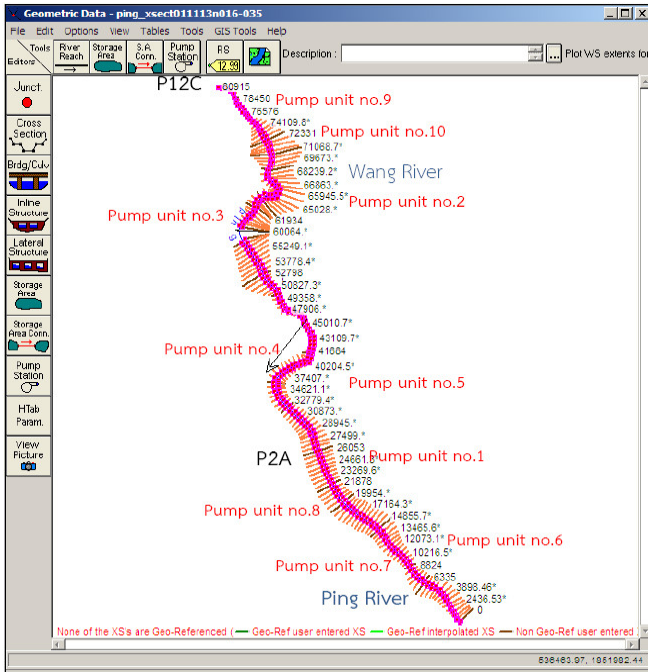 Geometric Data - ping_xsect011113n016-035
File Edit Options View Tables Tools GIS Tools Help
Tools
Editors
River
Reach
Storage
Area
S.A.
Conn.
Pump
Station
RS
12.99
Description :
...
Plot WS extents for
Junct.
Cross
Section
Brdg/Culv
Inline
Structure
Lateral
Structure
Storage
Area
Storage
Area Conn.
Pump
Station
HTab
Param.
View
Picture
P12C
80915
78450
Pump unit no.9
76576
74109.8*
72331
Pump unit no.10
71068.7*
69673.*
68239.2*
Wang River
66863.*
65945.5*
Pump unit no.2
65028.*
Pump unit no.3
61934
60064.*
55249.1*
53778.4*
52798
50827.3*
49358.*
47906.*
45010.7*
43109.7*
Pump unit no.4
41884
40204.5*
37407.*
Pump unit no.5
34621.1*
32779.4*
30873.*
28945.*
27499.*
26053
P2A
24661.8
Pump unit no.1
23269.6*
21878
19954.*
17164.3*
Pump unit no.8
14855.7*
13465.6*
12073.1*
Pump unit no.6
10216.5*
Pump unit no.7
8824
6335
3898.46*
Ping River
2436.53*
0
None of the XS's are Geo-Referenced ( Geo-Ref user entered XS Geo-Ref interpolated XS Non Geo-Ref user entered
536463.97, 1951982.44